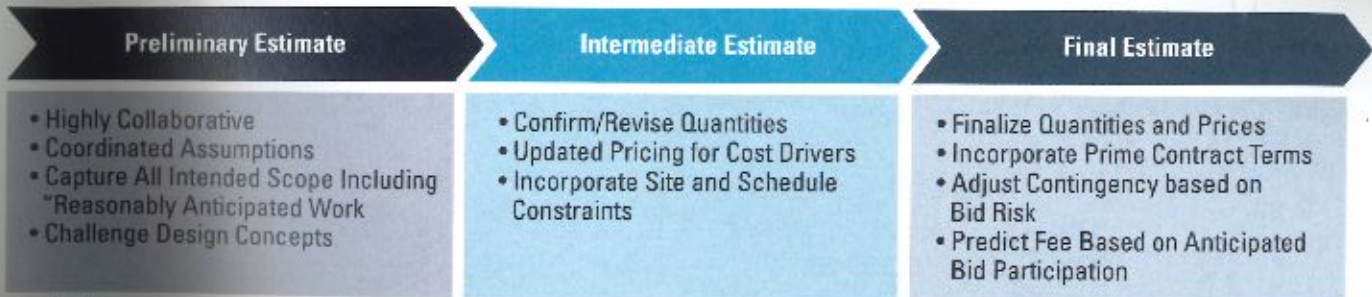 Preliminary Estimate
• Highly Collaborative
• Coordinated Assumptions
• Capture All Intended Scope Including
"Reasonably Anticipated Work
• Challenge Design Concepts
Intermediate Estimate
• Confirm/Revise Quantities
• Updated Pricing for Cost Drivers
• Incorporate Site and Schedule
Constraints
Final Estimate
• Finalize Quantities and Prices
• Incorporate Prime Contract Terms
• Adjust Contingency based on
Bid Risk
• Predict Fee Based on Anticipated
Bid Participation